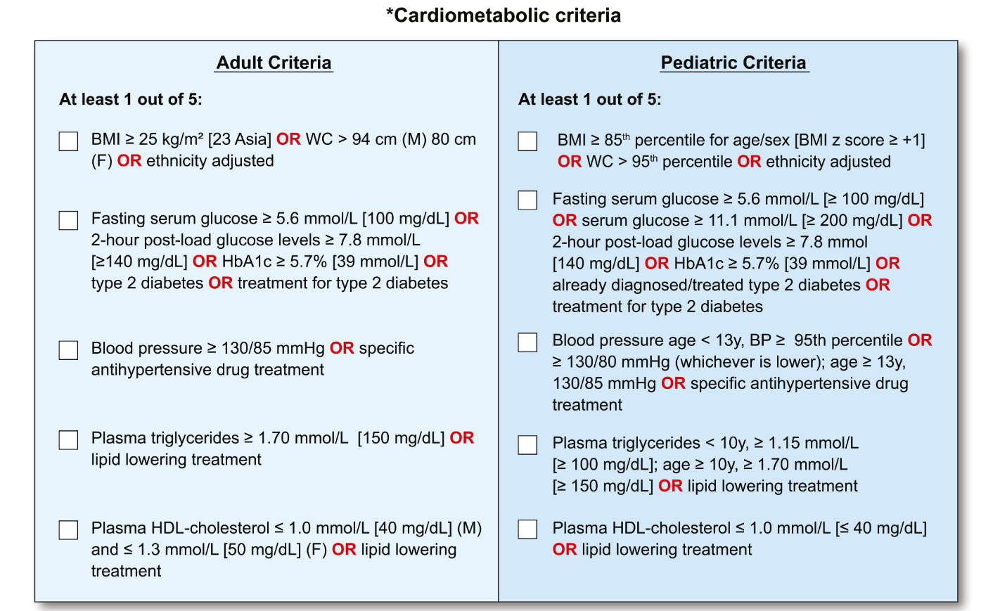 *Cardiometabolic criteria
Adult Criteria
At least 1 out of 5:
BMI ≥ 25 kg/m² [23 Asia] OR WC > 94 cm (M) 80 cm
(F) OR ethnicity adjusted
Fasting serum glucose ≥ 5.6 mmol/L [100 mg/dL] OR
2-hour post-load glucose levels ≥ 7.8 mmol/L
[≥140 mg/dL] OR HbA1c ≥ 5.7% [39 mmol/L] OR
type 2 diabetes OR treatment for type 2 diabetes
Blood pressure ≥ 130/85 mmHg OR specific
antihypertensive drug treatment
Plasma triglycerides ≥ 1.70 mmol/L [150 mg/dL] OR
lipid lowering treatment
Plasma HDL-cholesterol ≤ 1.0 mmol/L [40 mg/dL] (M)
and ≤ 1.3 mmol/L [50 mg/dL] (F) OR lipid lowering
treatment
Pediatric Criteria
At least 1 out of 5:
BMI ≥ 85th percentile for age/sex [BMI z score ≥ +1]
OR WC > 95th percentile OR ethnicity adjusted
Fasting serum glucose ≥ 5.6 mmol/L [≥ 100 mg/dL]
OR serum glucose ≥ 11.1 mmol/L [≥ 200 mg/dL] OR
2-hour post-load glucose levels ≥ 7.8 mmol
[140 mg/dL] OR HbA1c ≥ 5.7% [39 mmol/L] OR
already diagnosed/treated type 2 diabetes OR
treatment for type 2 diabetes
Blood pressure age < 13y, BP ≥ 95th percentile OR
≥ 130/80 mmHg (whichever is lower); age ≥ 13y,
130/85 mmHg OR specific antihypertensive drug
treatment
Plasma triglycerides < 10y, ≥ 1.15 mmol/L
[≥ 100 mg/dL]; age ≥ 10y, ≥ 1.70 mmol/L
[≥ 150 mg/dL] OR lipid lowering treatment
Plasma HDL-cholesterol ≤ 1.0 mmol/L [≤ 40 mg/dL]
OR lipid lowering treatment